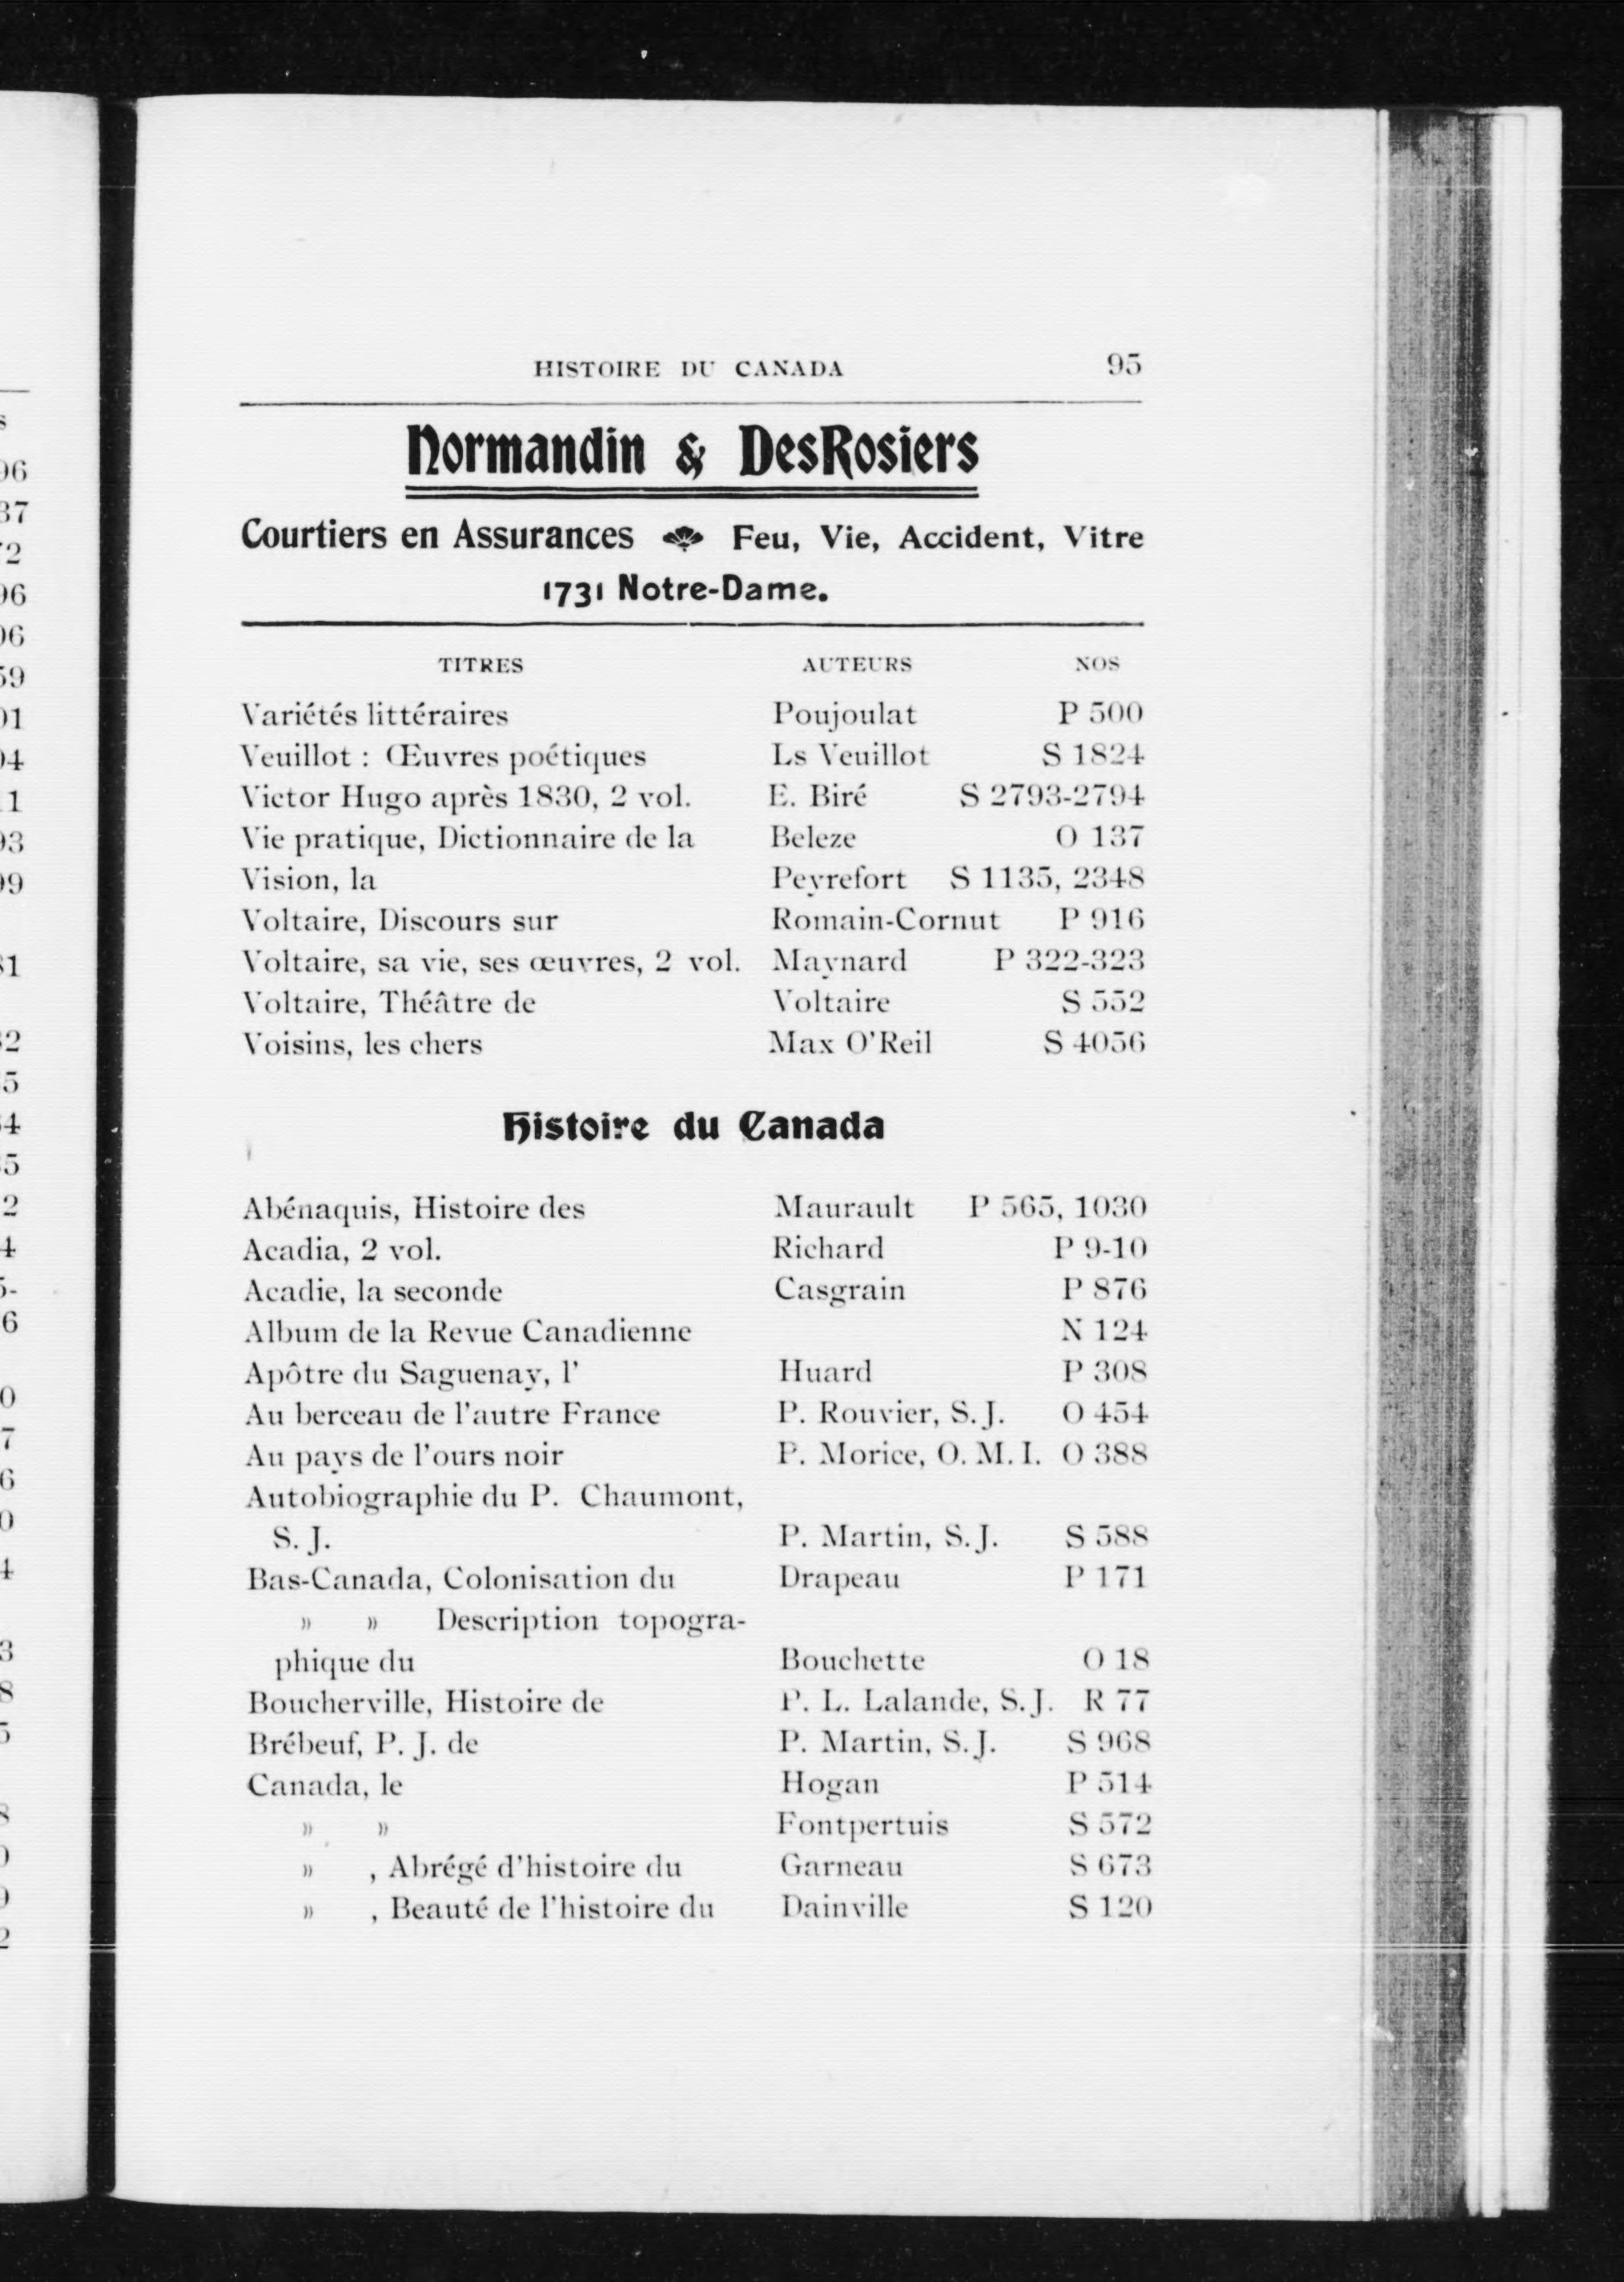 HISTOIRE DU CANADA 95
Normandin & DesRosiers
Courtiers en Assurances Feu, Vie, Accident, Vitre
1731 Notre-Dame.
TITRES AUTEURS NOS
Variétés littéraires Poujoulat P 500
Veuillot : Œuvres poétiques Ls Veuillot S 1824
Victor Hugo après 1830, 2 vol. E. Biré S 2793-2794
Vie pratique, Dictionnaire de la Beleze O 137
Vision, la Peyrefort S 1135, 2348
Voltaire, Discours sur Romain-Cornut P 916
Voltaire, sa vie, ses œuvres, 2 vol. Maynard P 322-323
Voltaire, Théâtre de Voltaire S 552
Voisins, les chers Max O'Reil S 4056
Histoire du Canada
Abénaquis, Histoire des Maurault P 565, 1030
Acadia, 2 vol. Richard P 9-10
Acadie, la seconde Casgrain P 876
Album de la Revue Canadienne N 124
Apôtre du Saguenay, l' Huard P 308
Au berceau de l'autre France P. Rouvier, S. J. O 454
Au pays de l'ours noir P. Morice, O. M. I. O 388
Autobiographie du P. Chaumont,
S. J. P. Martin, S. J. S 588
Bas-Canada, Colonisation du Drapeau P 171
» » Description topogra-
phique du Bouchette O 18
Boucherville, Histoire de P. L. Lalande, S. J. R 77
Brébeuf, P. J. de P. Martin, S. J. S 968
Canada, le Hogan P 514
» » Fontpertuis S 572
» , Abrégé d'histoire du Garneau S 673
» , Beauté de l'histoire du Dainville S 120